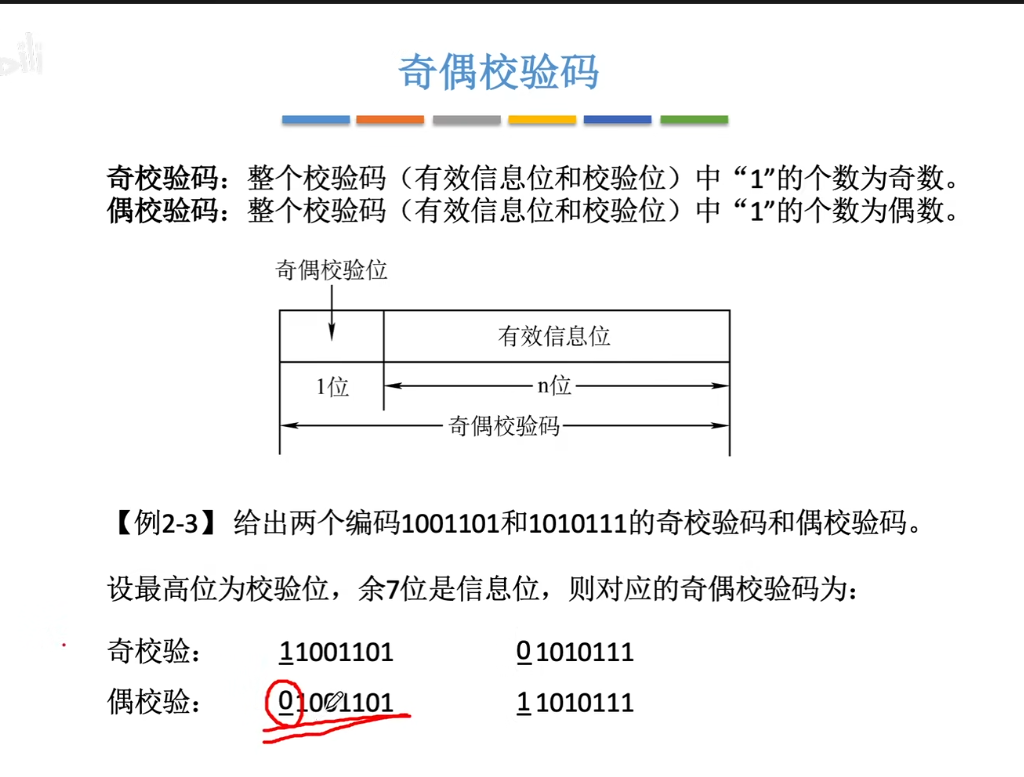 奇偶校验码
奇校验码：整个校验码（有效信息位和校验位）中“1”的个数为奇数。
偶校验码：整个校验码（有效信息位和校验位）中“1”的个数为偶数。
奇偶校验位
有效信息位
1位 n位
奇偶校验码
【例2-3】 给出两个编码1001101和1010111的奇校验码和偶校验码。
设最高位为校验位，余7位是信息位，则对应的奇偶校验码为：
奇校验： 11001101 0 1010111
偶校验： 01001101 1 1010111